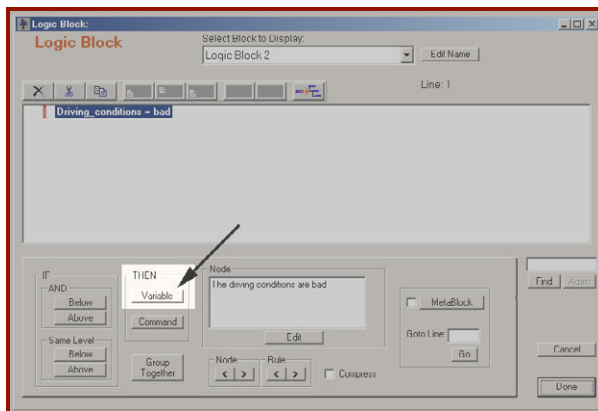 Logic Block:
Logic Block
Select Block to Display:
Logic Block 2
Edit Name
Line: 1
Driving_conditions = bad
IF
AND
Below
Above
Same Level
Below
Above
THEN
Variable
Command
Group
Together
Node
The driving conditions are bad
Edit
Node
< >
Rule
< >
Compress
MetaBlock
Goto Line:
Go
Find
Again
Cancel
Done